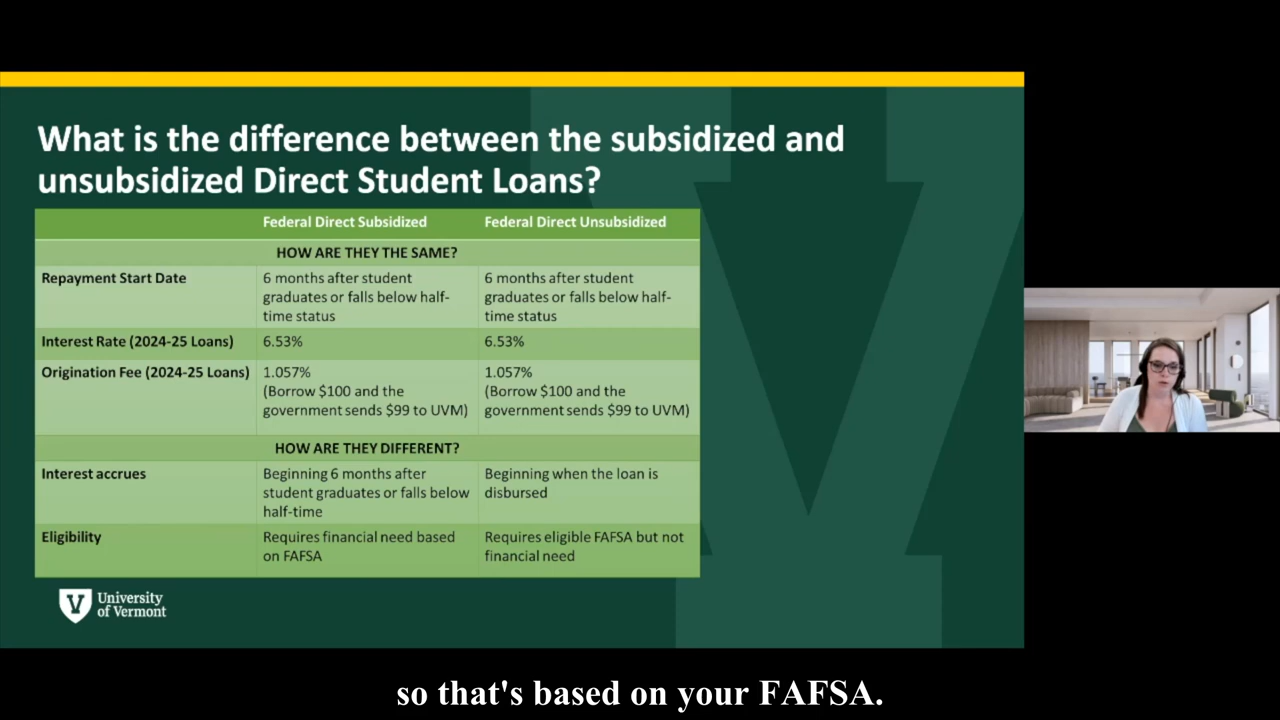 What is the difference between the subsidized and
unsubsidized Direct Student Loans?
Federal Direct Subsidized
Federal Direct Unsubsidized
HOW ARE THEY THE SAME?
Repayment Start Date
6 months after student
graduates or falls below half-
time status
6 months after student
graduates or falls below half-
time status
Interest Rate (2024-25 Loans)
6.53%
6.53%
Origination Fee (2024-25 Loans)
1.057%
(Borrow $100 and the
government sends $99 to UVM)
1.057%
(Borrow $100 and the
government sends $99 to UVM)
HOW ARE THEY DIFFERENT?
Interest accrues
Beginning 6 months after
student graduates or falls below
half-time
Beginning when the loan is
disbursed
Eligibility
Requires financial need based
on FAFSA
Requires eligible FAFSA but not
financial need
University
of Vermont
so that's based on your FAFSA.